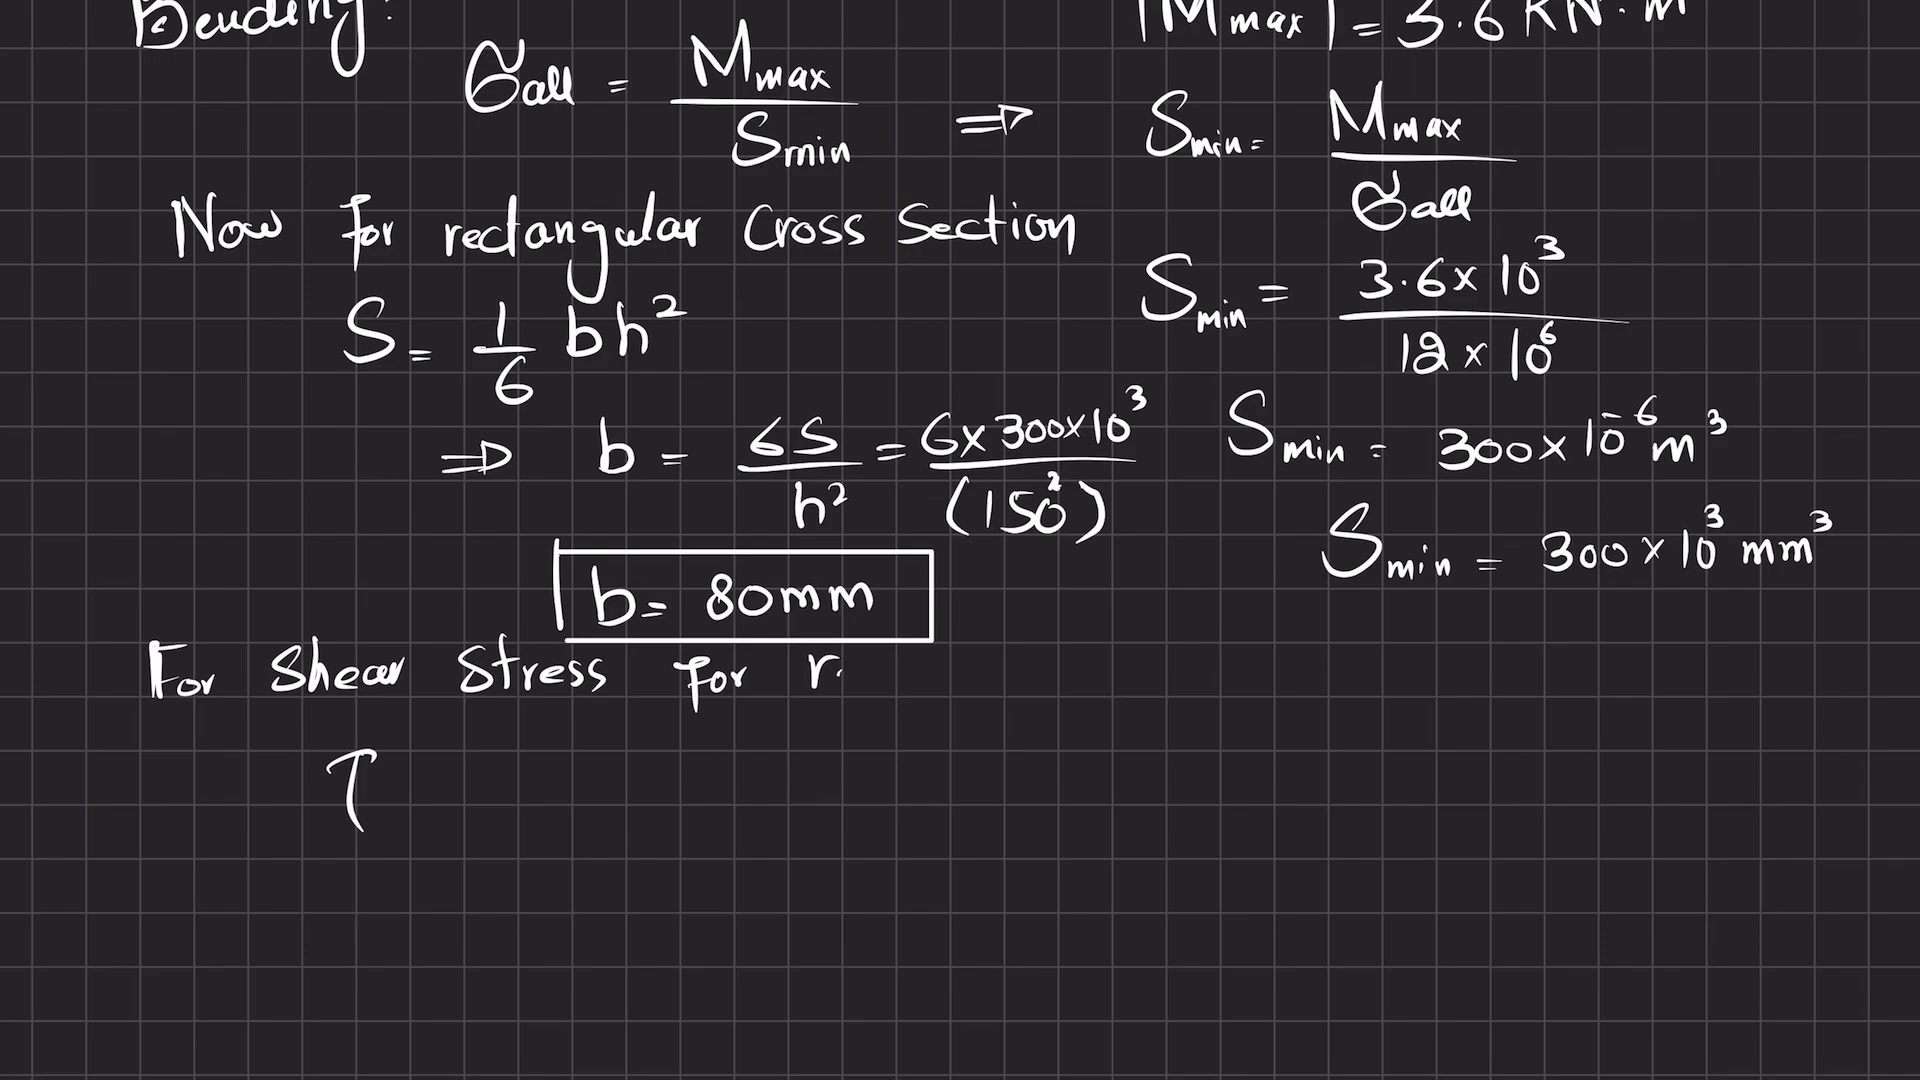 Bending:
|Mmax| = 3.6 KN·m
σall = Mmax / Smin ⇒ Smin = Mmax / σall
Now for rectangular Cross Section
Smin = 3.6 x 10³ / 12 x 10⁶
S = 1/6 bh²
⇒ b = 6S / h² = 6 x 300 x 10³ / (150²)
Smin = 300 x 10⁻⁶ m³
Smin = 300 x 10³ mm³
b = 80mm
For Shear Stress for r.
τ